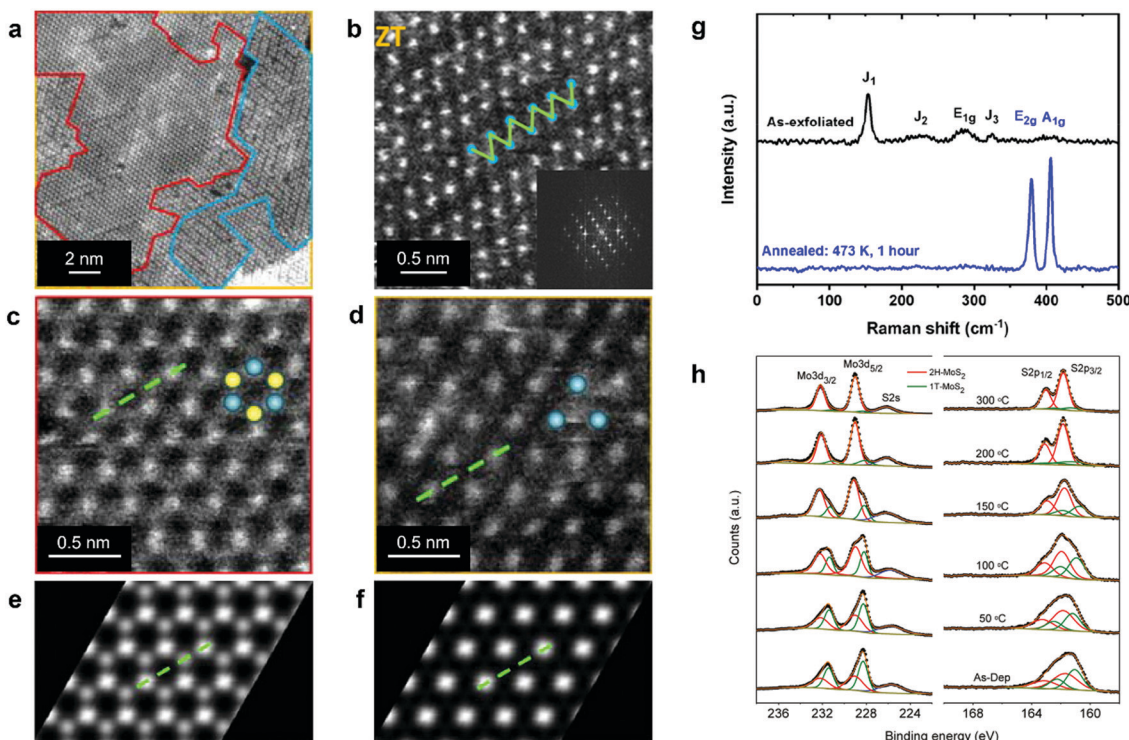 a
2 nm
b
ZT
0.5 nm
c
0.5 nm
d
0.5 nm
e
f
g
Intensity (a.u.)
J₁
As-exfoliated
J₂
E₁g
J₃
E₂g A₁g
Annealed: 473 K, 1 hour
0 100 200 300 400 500
Raman shift (cm⁻¹)
h
Counts (a.u.)
Mo3d₃/₂
Mo3d₅/₂
S2s
2H-MoS₂
1T-MoS₂
S2p₁/₂
S2p₃/₂
300 °C
200 °C
150 °C
100 °C
50 °C
As-Dep
236 232 228 224 168 164 160
Binding energy (eV)